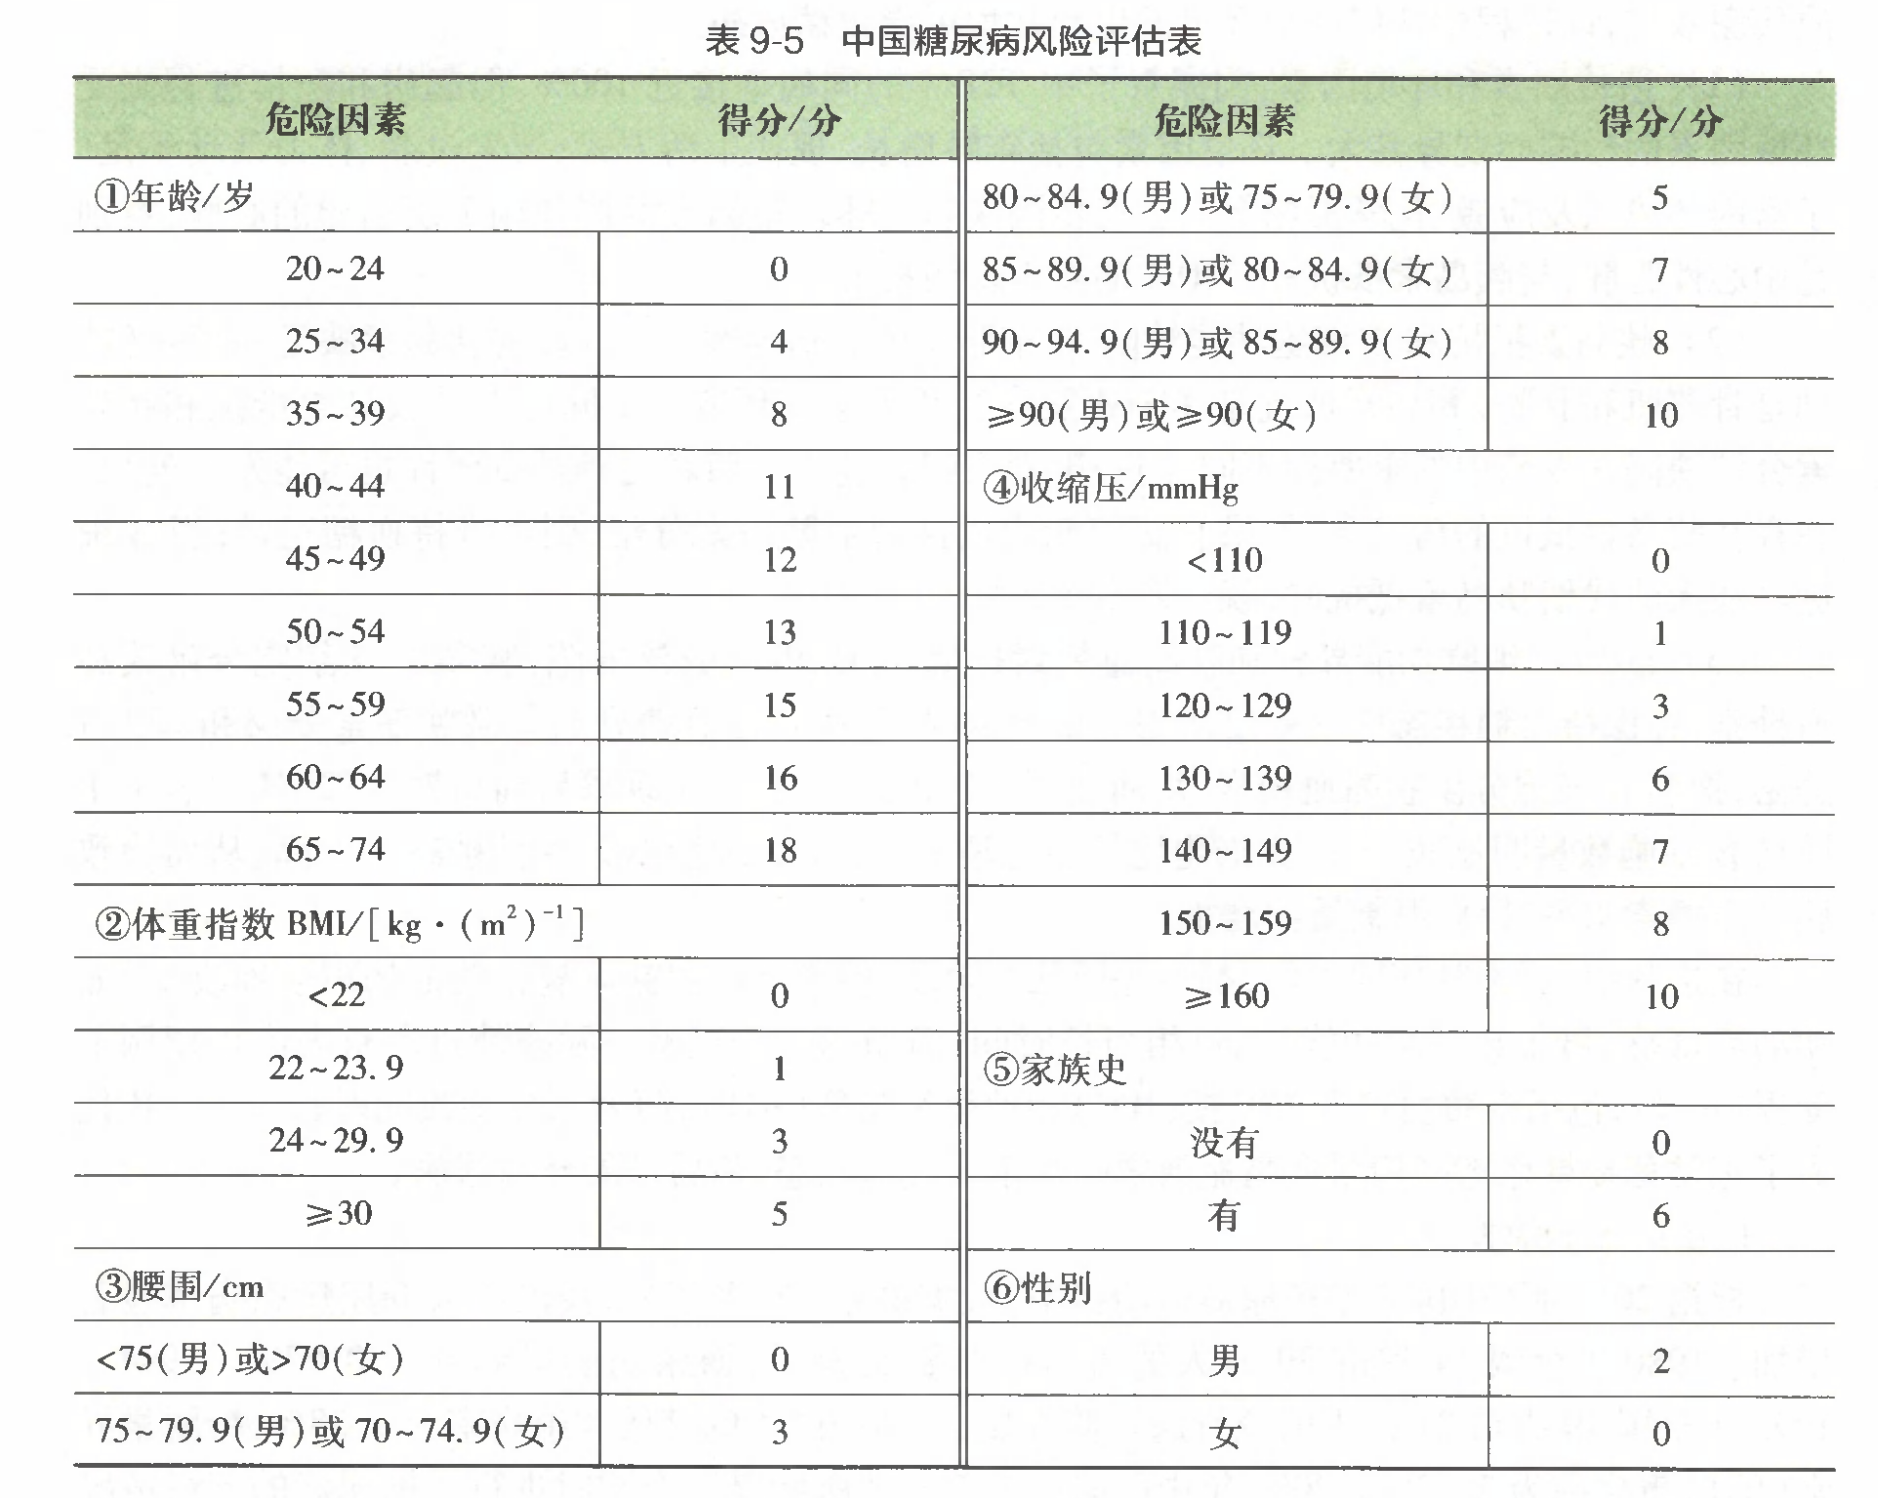 表 9-5 中国糖尿病风险评估表
危险因素 得分/分
①年龄/岁
20~24 0
25~34 4
35~39 8
40~44 11
45~49 12
50~54 13
55~59 15
60~64 16
65~74 18
②体重指数 BMI/[kg·(m²)⁻¹]
<22 0
22~23.9 1
24~29.9 3
≥30 5
③腰围/cm
<75(男)或>70(女) 0
75~79.9(男)或 70~74.9(女) 3
危险因素 得分/分
80~84.9(男)或 75~79.9(女) 5
85~89.9(男)或 80~84.9(女) 7
90~94.9(男)或 85~89.9(女) 8
≥90(男)或≥90(女) 10
④收缩压/mmHg
<110 0
110~119 1
120~129 3
130~139 6
140~149 7
150~159 8
≥160 10
⑤家族史
没有 0
有 6
⑥性别
男 2
女 0